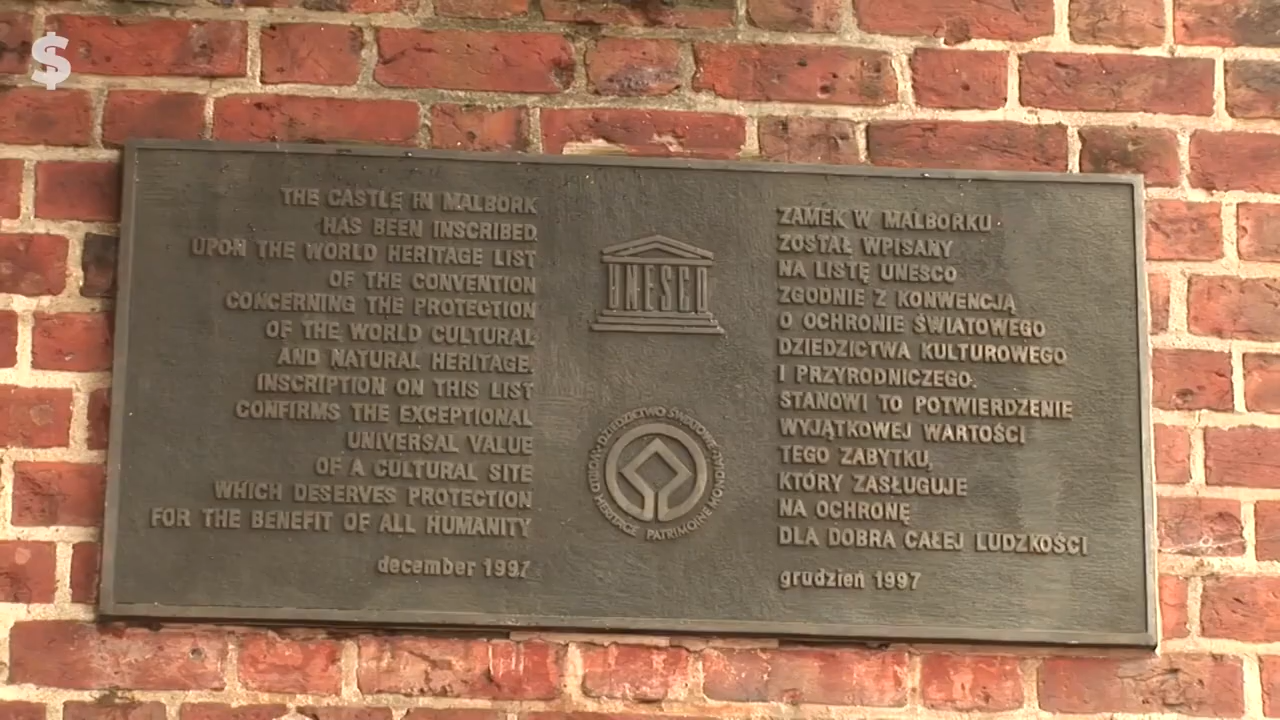 $
THE CASTLE IN MALBORK
HAS BEEN INSCRIBED
UPON THE WORLD HERITAGE LIST
OF THE CONVENTION
CONCERNING THE PROTECTION
OF THE WORLD CULTURAL
AND NATURAL HERITAGE.
INSCRIPTION ON THIS LIST
CONFIRMS THE EXCEPTIONAL
UNIVERSAL VALUE
OF A CULTURAL SITE
WHICH DESERVES PROTECTION
FOR THE BENEFIT OF ALL HUMANITY
december 1997
UNESCO
DZIEDZICTWO ŚWIATOWE
WORLD HERITAGE
PATRIMOINE MONDIAL
ZAMEK W MALBORKU
ZOSTAŁ WPISANY
NA LISTĘ UNESCO
ZGODNIE Z KONWENCJĄ
O OCHRONIE ŚWIATOWEGO
DZIEDZICTWA KULTUROWEGO
I PRZYRODNICZEGO.
STANOWI TO POTWIERDZENIE
WYJĄTKOWEJ WARTOŚCI
TEGO ZABYTKU,
KTÓRY ZASŁUGUJE
NA OCHRONĘ
DLA DOBRA CAŁEJ LUDZKOŚCI
grudzień 1997